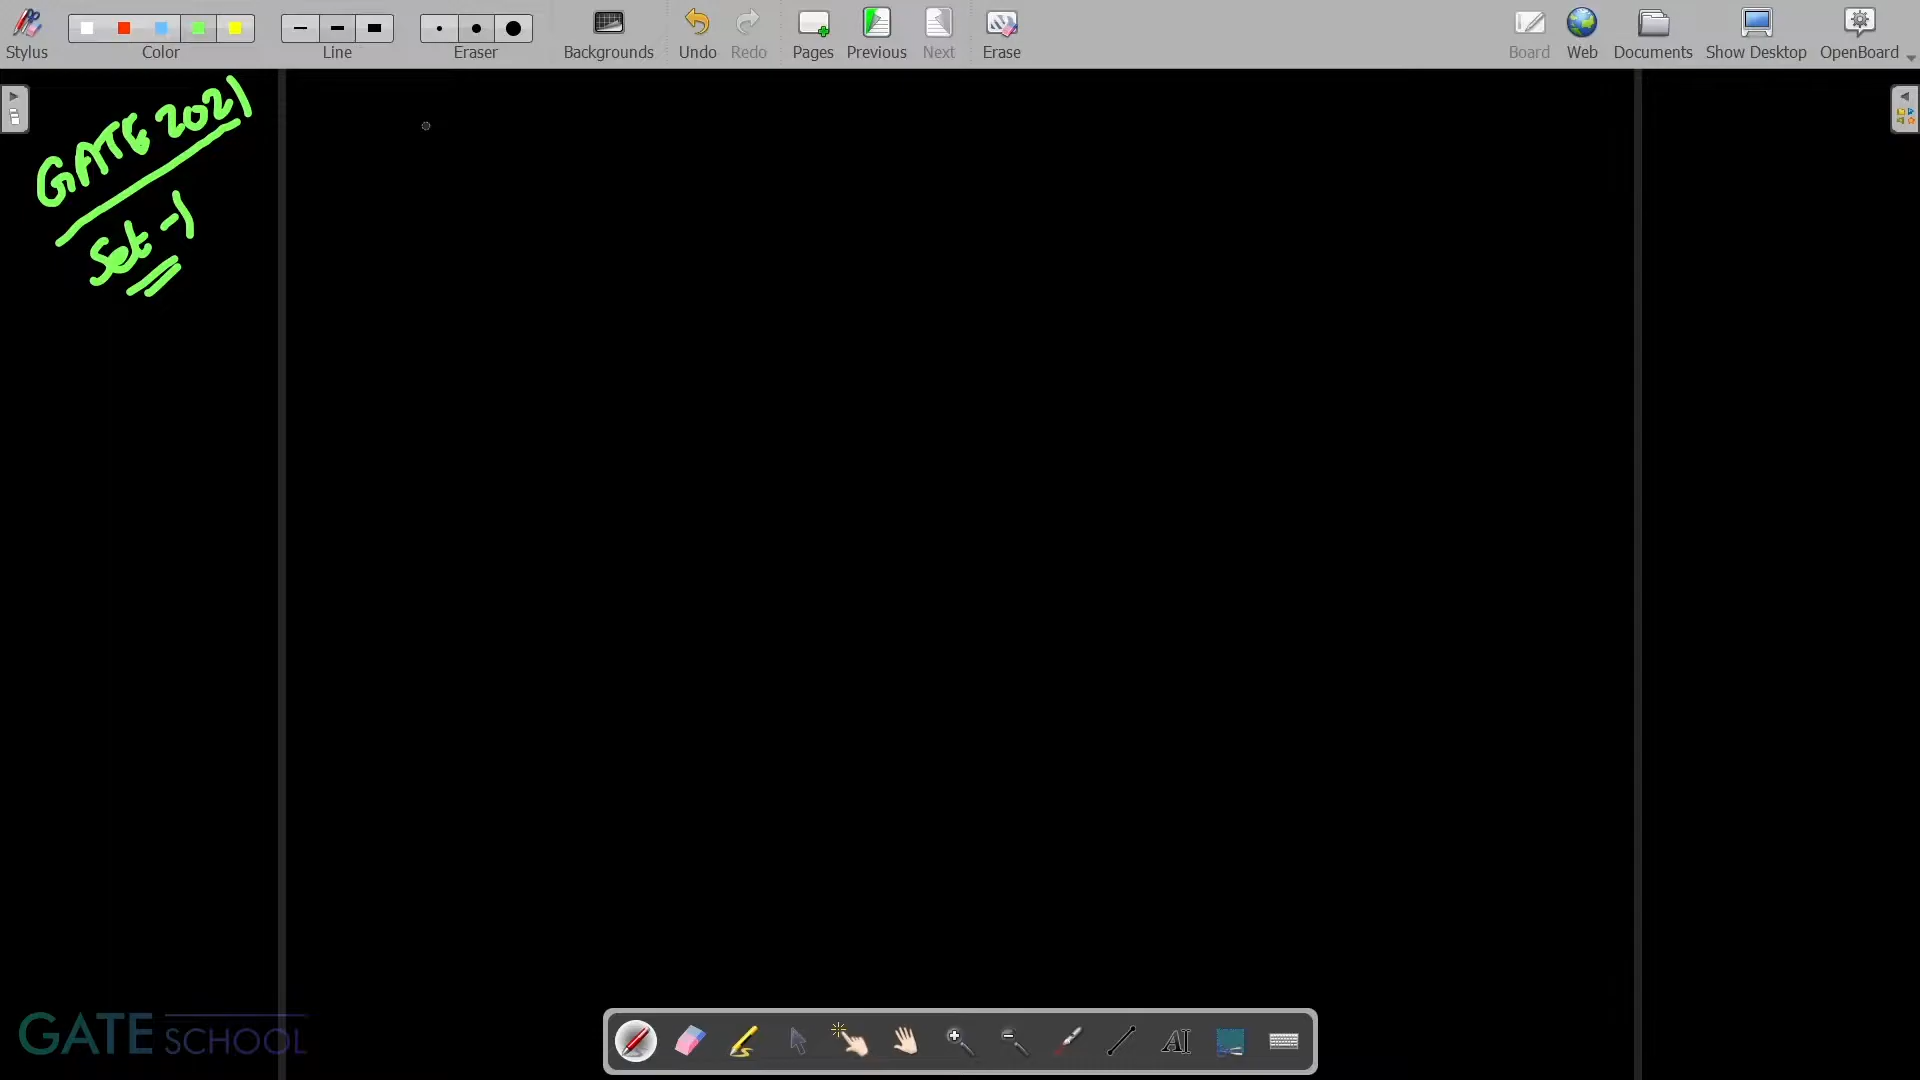 Stylus Color Line Eraser Backgrounds Undo Redo Pages Previous Next Erase Board Web Documents Show Desktop OpenBoard
GATE 2021
Set-1
GATE SCHOOL
AI